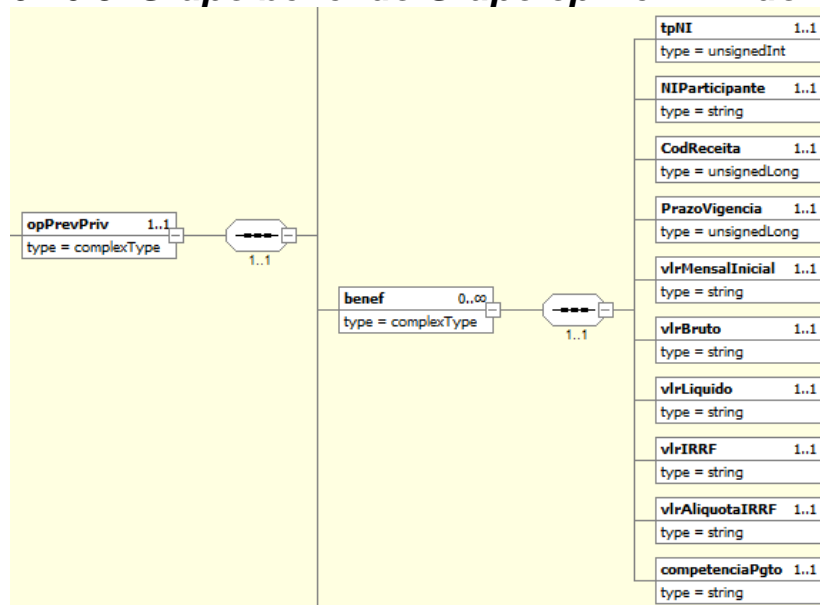 tpNI 1..1
type = unsignedInt
NIParticipante 1..1
type = string
CodReceita 1..1
type = unsignedLong
PrazoVigencia 1..1
type = unsignedLong
opPrevPriv 1..1
type = complexType
1..1
vlrMensalInicial 1..1
type = string
benef 0..∞
type = complexType
1..1
vlrBruto 1..1
type = string
vlrLiquido 1..1
type = string
vlrIRRF 1..1
type = string
vlrAliquotaIRRF 1..1
type = string
competenciaPgto 1..1
type = string